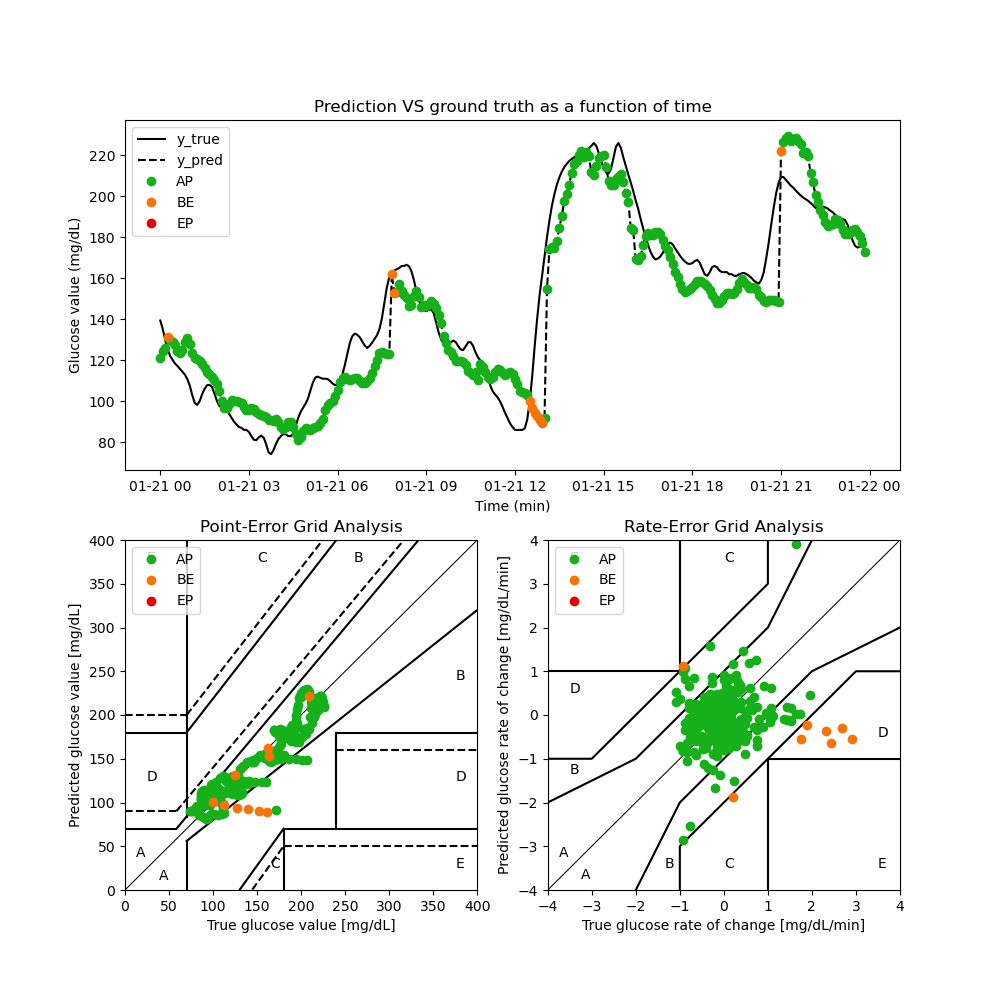 Prediction VS ground truth as a function of time
Glucose value (mg/dL)
220
200
180
160
140
120
100
80
y_true
y_pred
AP
BE
EP
01-21 00
01-21 03
01-21 06
01-21 09
01-21 12
01-21 15
01-21 18
01-21 21
01-22 00
Time (min)
Point-Error Grid Analysis
Predicted glucose value [mg/dL]
400
350
300
250
200
150
100
50
0
AP
BE
EP
C
B
B
D
D
A
A
C
E
0
50
100
150
200
250
300
350
400
True glucose value [mg/dL]
Rate-Error Grid Analysis
Predicted glucose rate of change [mg/dL/min]
4
3
2
1
0
−1
−2
−3
−4
AP
BE
EP
C
D
D
B
A
A
B
C
E
−4
−3
−2
−1
0
1
2
3
4
True glucose rate of change [mg/dL/min]